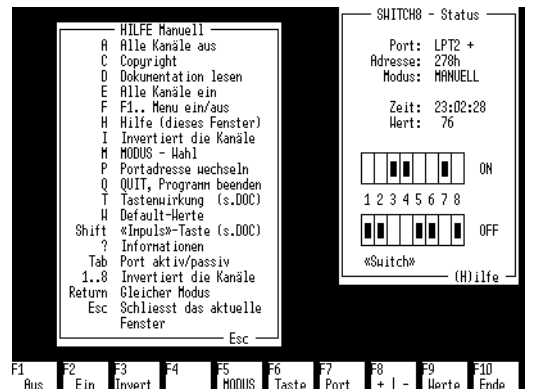 HILFE Manuell
A Alle Kanäle aus
C Copyright
D Dokumentation lesen
E Alle Kanäle ein
F F1.. Menu ein/aus
H Hilfe (dieses Fenster)
I Invertiert die Kanäle
M MODUS - Wahl
P Portadresse wechseln
Q QUIT, Programm beenden
T Tastenwirkung (s.DOC)
W Default-Werte
Shift «Impuls»-Taste (s.DOC)
? Informationen
Tab Port aktiv/passiv
1..8 Invertiert die Kanäle
Return Gleicher Modus
Esc Schliesst das aktuelle
Fenster
Esc
SWITCH8 - Status
Port: LPT2 +
Adresse: 278h
Modus: MANUELL
Zeit: 23:02:28
Wert: 76
ON
1 2 3 4 5 6 7 8
OFF
«Switch»
(H)ilfe
F1 F2 F3 F4 F5 F6 F7 F8 F9 F10
Aus Ein Invert MODUS Taste Port + | - Werte Ende